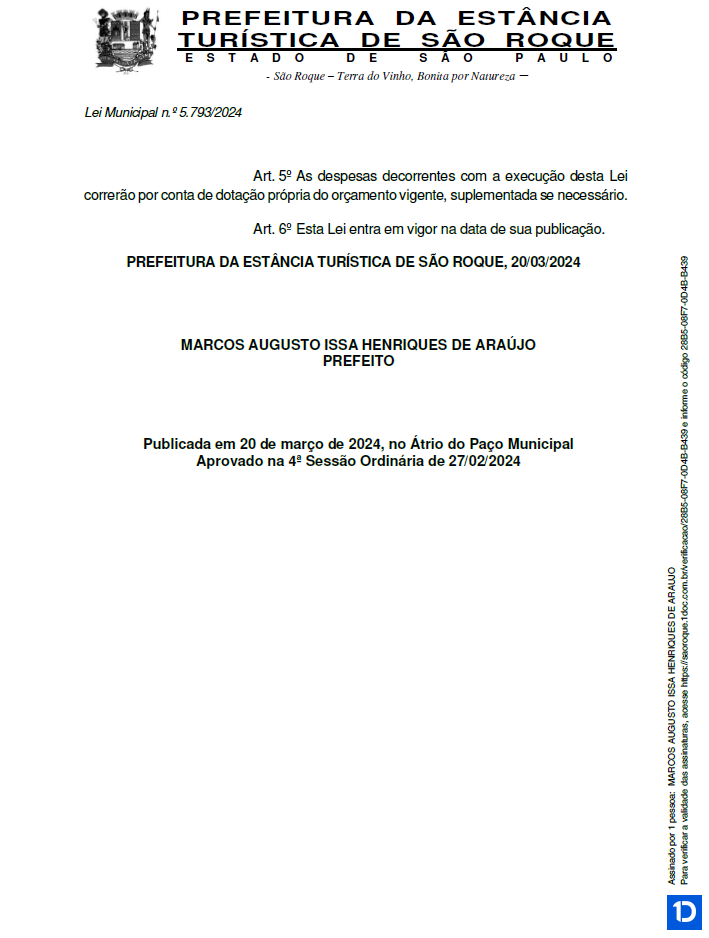 PREFEITURA DA ESTÂNCIA
TURÍSTICA DE SÃO ROQUE
ESTADO DE SÃO PAULO
- São Roque – Terra do Vinho, Bonita por Natureza –
Lei Municipal n.º 5.793/2024
Art. 5º As despesas decorrentes com a execução desta Lei
correrão por conta de dotação própria do orçamento vigente, suplementada se necessário.
Art. 6º Esta Lei entra em vigor na data de sua publicação.
PREFEITURA DA ESTÂNCIA TURÍSTICA DE SÃO ROQUE, 20/03/2024
MARCOS AUGUSTO ISSA HENRIQUES DE ARAÚJO
PREFEITO
Publicada em 20 de março de 2024, no Átrio do Paço Municipal
Aprovado na 4ª Sessão Ordinária de 27/02/2024
Assinado por 1 pessoa: MARCOS AUGUSTO ISSA HENRIQUES DE ARAUJO
Para verificar a validade das assinaturas, acesse https://saoroque.1doc.com.br/verificacao/28B5-08F7-0D4B-B439 e informe o código 28B5-08F7-0D4B-B439
1D